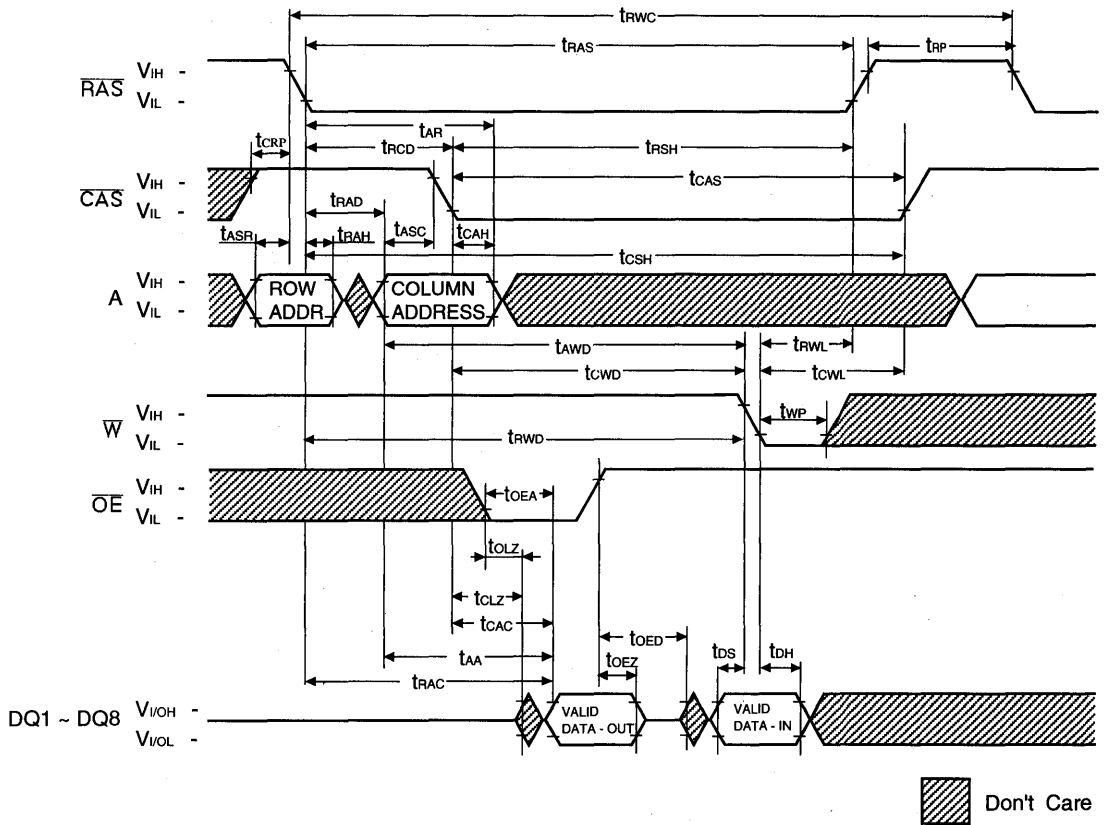 tRWC
tRAS
tRP
RAS
VIH -
VIL -
tAR
tCRP
tRCD
tRSH
CAS
VIH -
VIL -
tCAS
tRAD
tASR
tRAH
tASC
tCAH
tCSH
A
VIH -
VIL -
ROW ADDR
COLUMN ADDRESS
tAWD
tRWL
tCWD
tCWL
W
VIH -
VIL -
tWP
tRWD
OE
VIH -
VIL -
tOEA
tOLZ
tCLZ
tCAC
tOED
tAA
tOEZ
tDS
tDH
tRAC
DQ1 ~ DQ8
VI/OH -
VI/OL -
VALID DATA - OUT
VALID DATA - IN
Don't Care